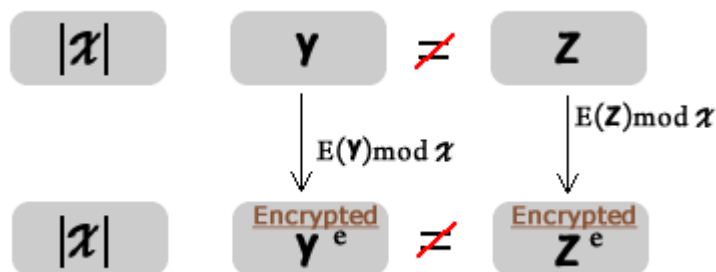 |𝓧| Y ≠ Z
E(Y)mod 𝓧 E(Z)mod 𝓧
Encrypted Encrypted
|𝓧| Y e ≠ Z e